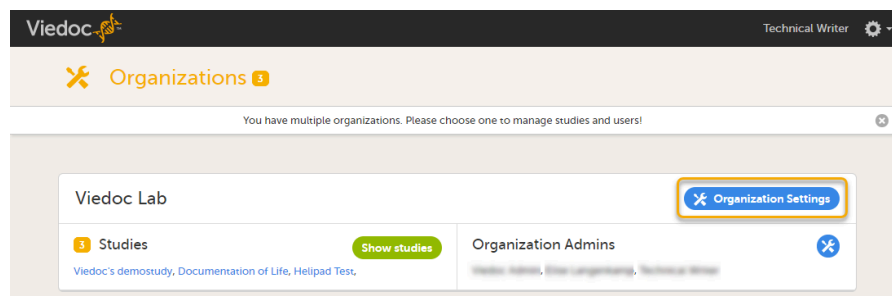 Viedoc
Technical Writer
Organizations 3
You have multiple organizations. Please choose one to manage studies and users!
Viedoc Lab
Organization Settings
3 Studies
Show studies
Organization Admins
Viedoc's demostudy, Documentation of Life, Helipad Test,